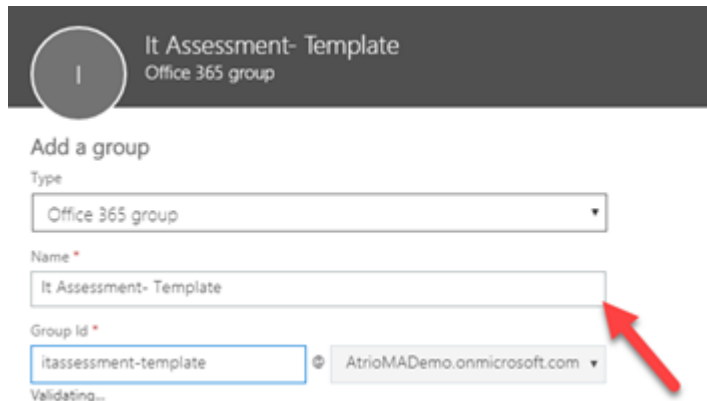 I
It Assessment- Template
Office 365 group
Add a group
Type
Office 365 group
Name *
It Assessment- Template
Group Id *
itassessment-template @ AtrioMADemo.onmicrosoft.com
Validating...